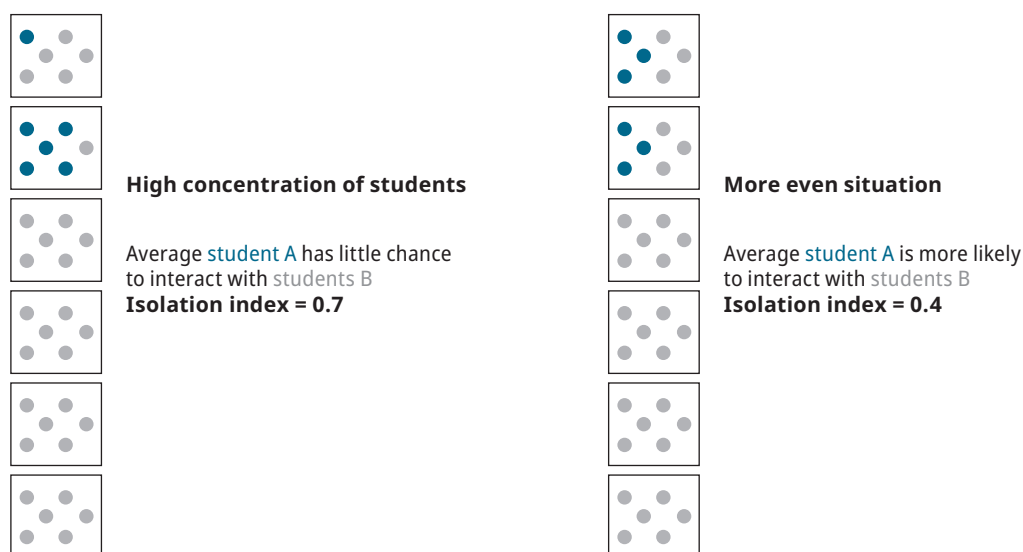 High concentration of students
Average student A has little chance
to interact with students B
Isolation index = 0.7
More even situation
Average student A is more likely
to interact with students B
Isolation index = 0.4